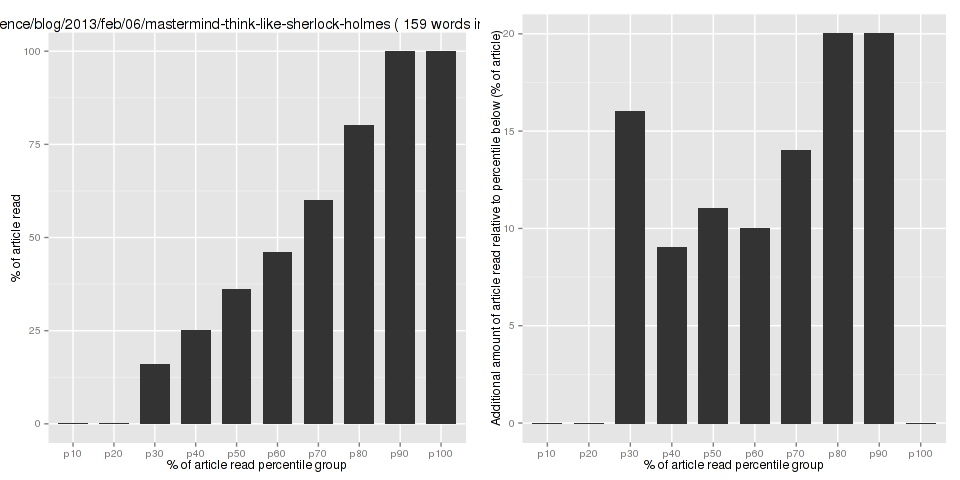 ence/blog/2013/feb/06/mastermind-think-like-sherlock-holmes ( 159 words in
% of article read
100
75
50
25
0
p10 p20 p30 p40 p50 p60 p70 p80 p90 p100
% of article read percentile group
Additional amount of article read relative to percentile below (% of article)
20
15
10
5
0
p10 p20 p30 p40 p50 p60 p70 p80 p90 p100
% of article read percentile group